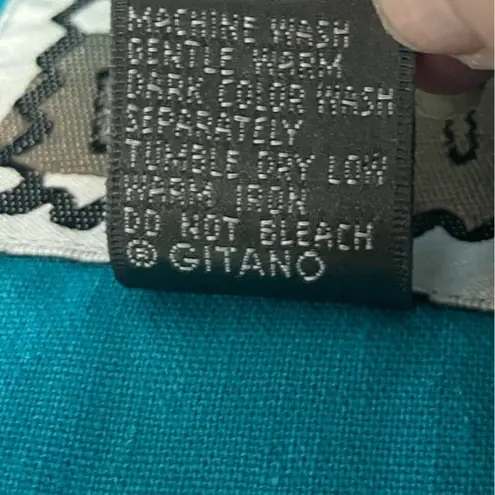 MACHINE WASH
GENTLE WARM
DARK COLOR WASH
SEPARATELY
TUMBLE DRY LOW
WARM IRON
DO NOT BLEACH
® GITANO